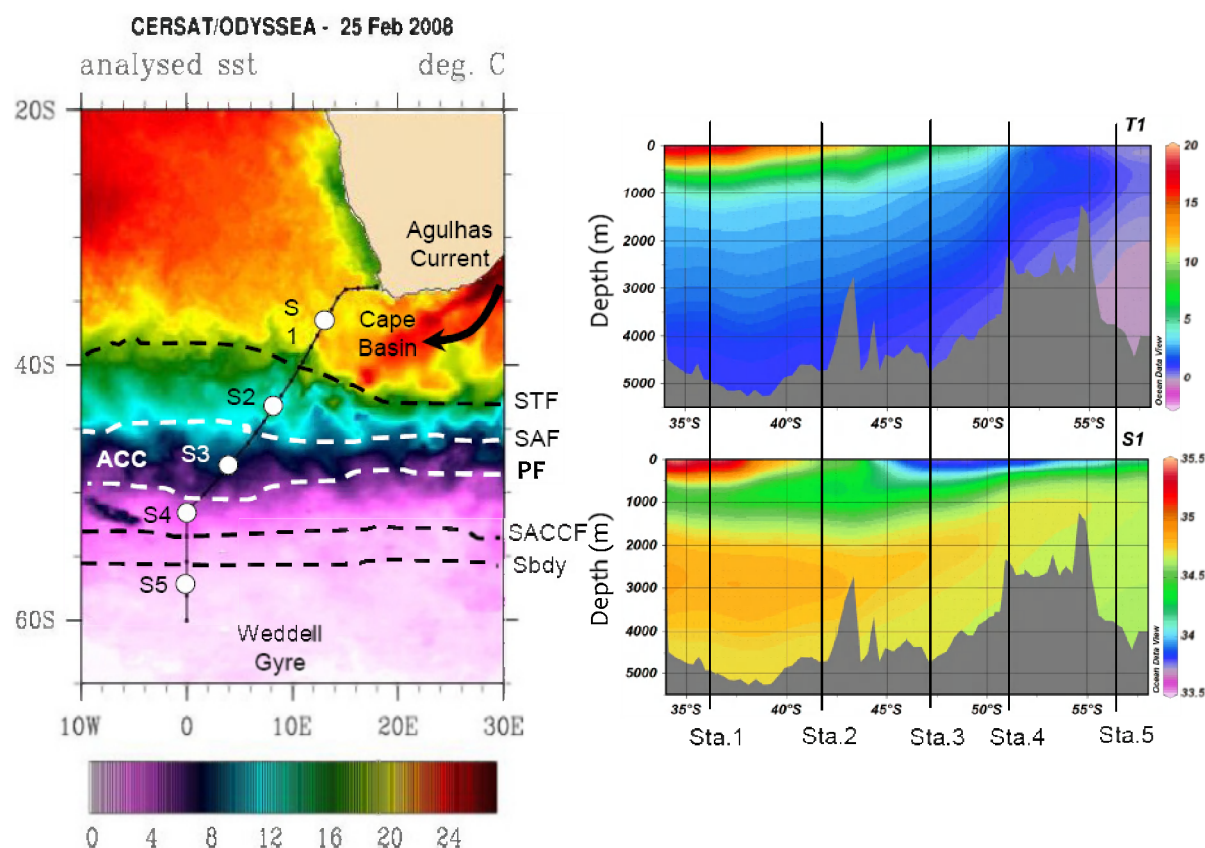 CERSAT/ODYSSEA - 25 Feb 2008
analysed sst deg. C
20S
40S
60S
10W 0 10E 20E 30E
Agulhas
Current
Cape
Basin
S
1
S2
S3
S4
S5
ACC
STF
SAF
PF
SACCF
Sbdy
Weddell
Gyre
0 4 8 12 16 20 24
T1
Depth (m)
0
1000
2000
3000
4000
5000
35°S 40°S 45°S 50°S 55°S
20
15
10
5
0
Ocean Data View
S1
Depth (m)
0
1000
2000
3000
4000
5000
35°S 40°S 45°S 50°S 55°S
35.5
35
34.5
34
33.5
Ocean Data View
Sta.1 Sta.2 Sta.3 Sta.4 Sta.5